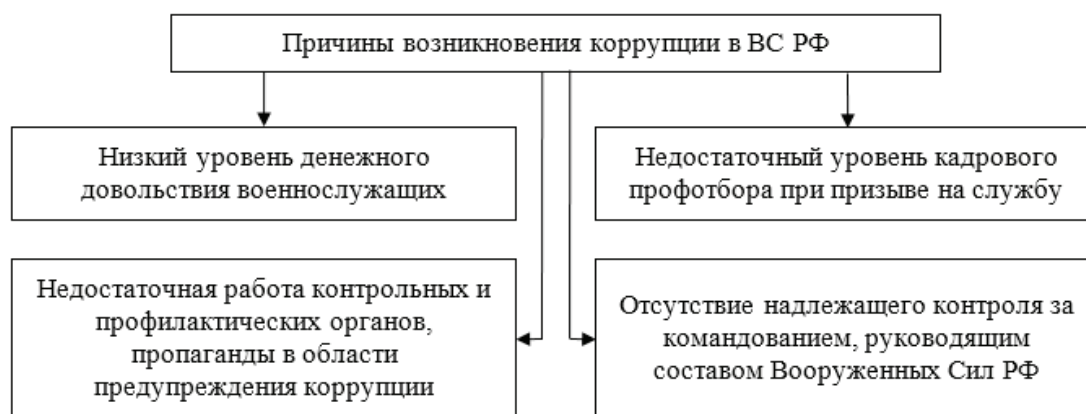 Причины возникновения коррупции в ВС РФ
Низкий уровень денежного
довольствия военнослужащих
Недостаточный уровень кадрового
профотбора при призыве на службу
Недостаточная работа контрольных и
профилактических органов,
пропаганды в области
предупреждения коррупции
Отсутствие надлежащего контроля за
командованием, руководящим
составом Вооруженных Сил РФ